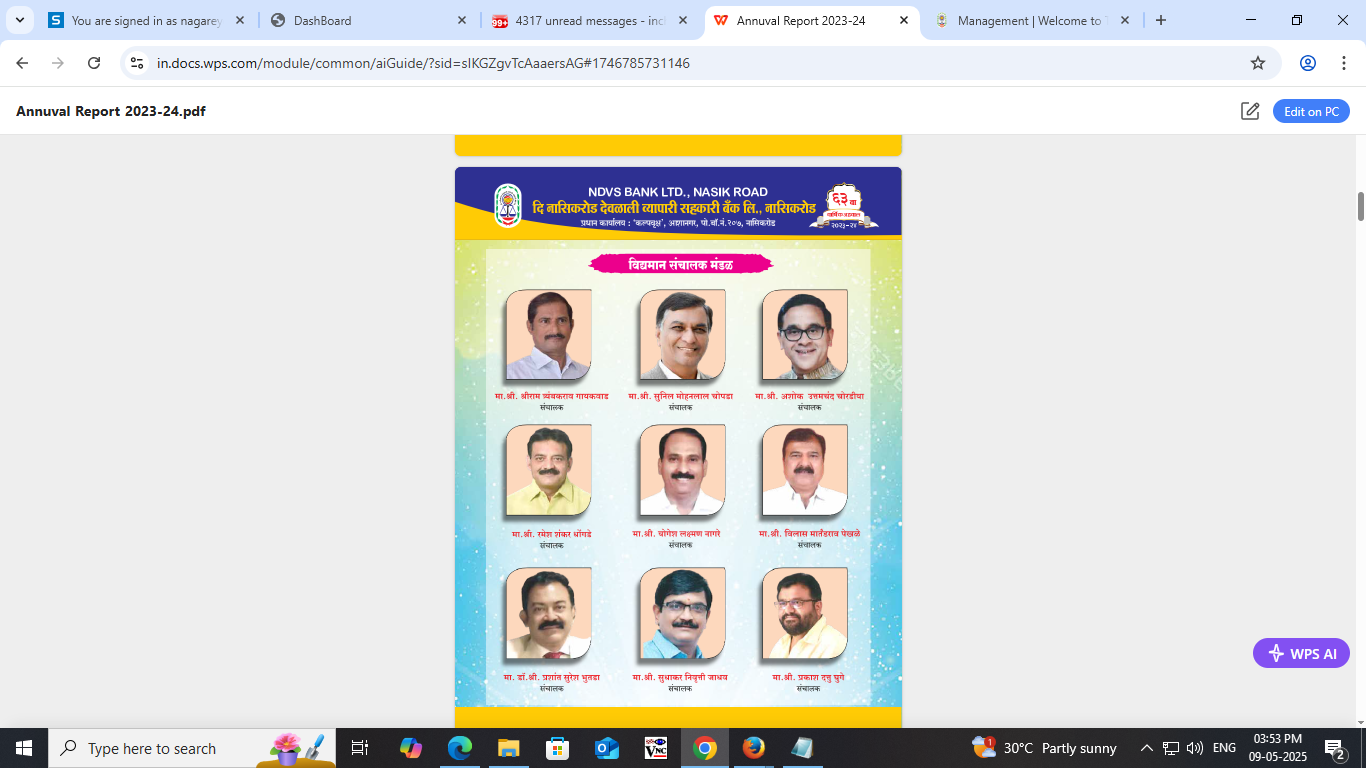 You are signed in as nagarey
DashBoard
4317 unread messages - incl
Annuval Report 2023-24
Management | Welcome to T
in.docs.wps.com/module/common/aiGuide/?sid=sIKGZgvTcAaaersAG#1746785731146
Annuval Report 2023-24.pdf
Edit on PC
NDVS BANK LTD., NASIK ROAD
दि नासिकरोड देवळाली व्यापारी सहकारी बँक लि., नासिकरोड
प्रधान कार्यालय : 'कल्पवृक्ष', आशानगर, पो.बॉ.नं.२०७, नासिकरोड
६३ वा
वार्षिक अहवाल
२०२३-२४
विद्यमान संचालक मंडळ
मा.श्री. श्रीराम त्र्यंबकराव गायकवाड
संचालक
मा.श्री. सुनिल मोहनलाल चोपडा
संचालक
मा.श्री. अशोक उत्तमचंद चोरडीया
संचालक
मा.श्री. रमेश शंकर धोंगडे
संचालक
मा.श्री. योगेश लक्ष्मण नागरे
संचालक
मा.श्री. विलास मार्तंडराव पेखळे
संचालक
मा. डॉ.श्री. प्रशांत सुरेश भुतडा
संचालक
मा.श्री. सुधाकर निवृत्ती जाधव
संचालक
मा.श्री. प्रकाश दत्तु घुगे
संचालक
WPS AI
Type here to search
30°C Partly sunny
ENG
03:53 PM
09-05-2025
2